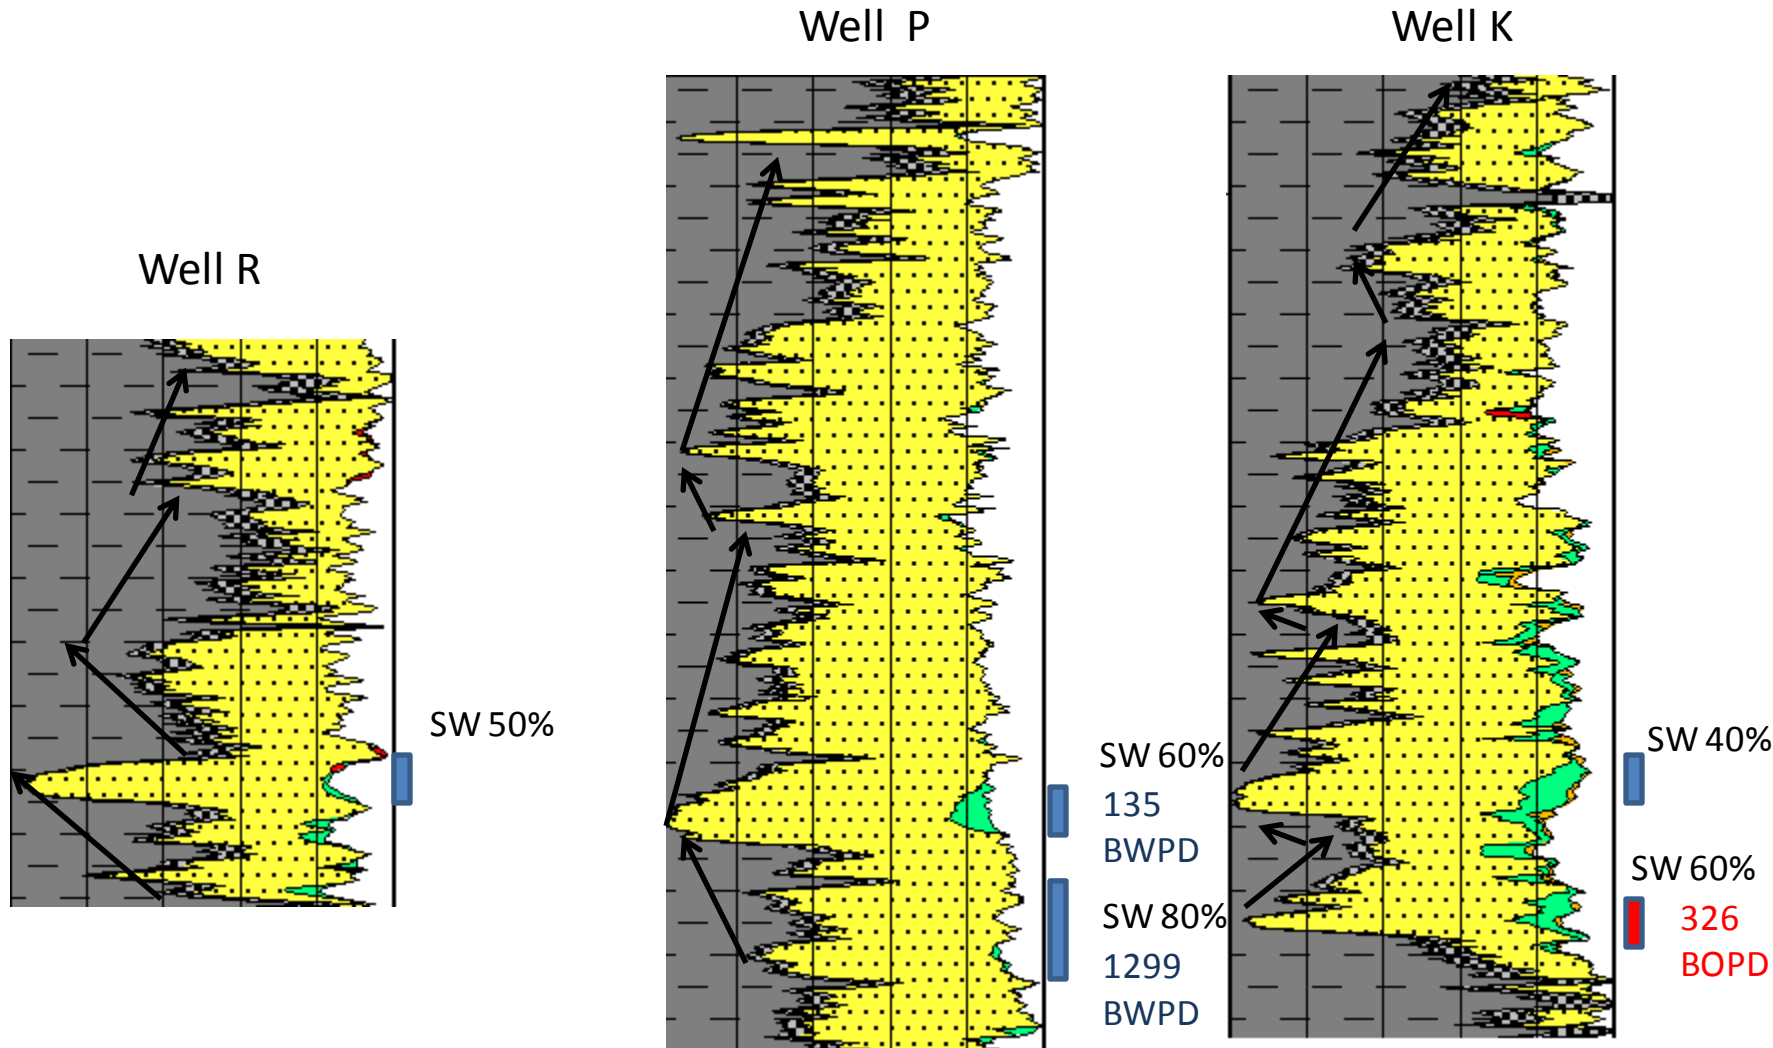 Well P
Well K
Well R
SW 50%
SW 60%
135
BWPD
SW 80%
1299
BWPD
SW 40%
SW 60%
326
BOPD